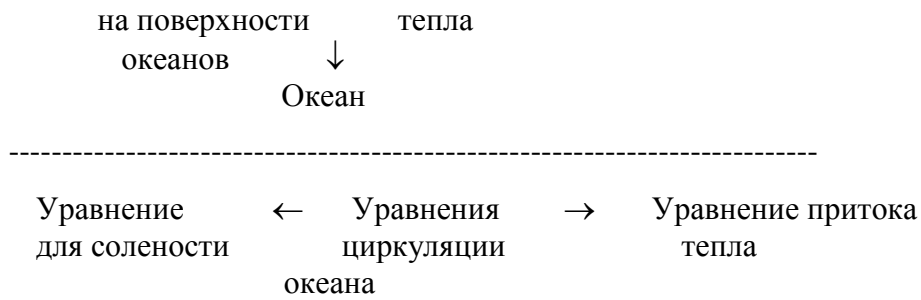 на поверхности тепла
океанов ↓
Океан
-----------------------------------------------------------------------------
Уравнение ← Уравнения → Уравнение притока
для солености циркуляции тепла
океана